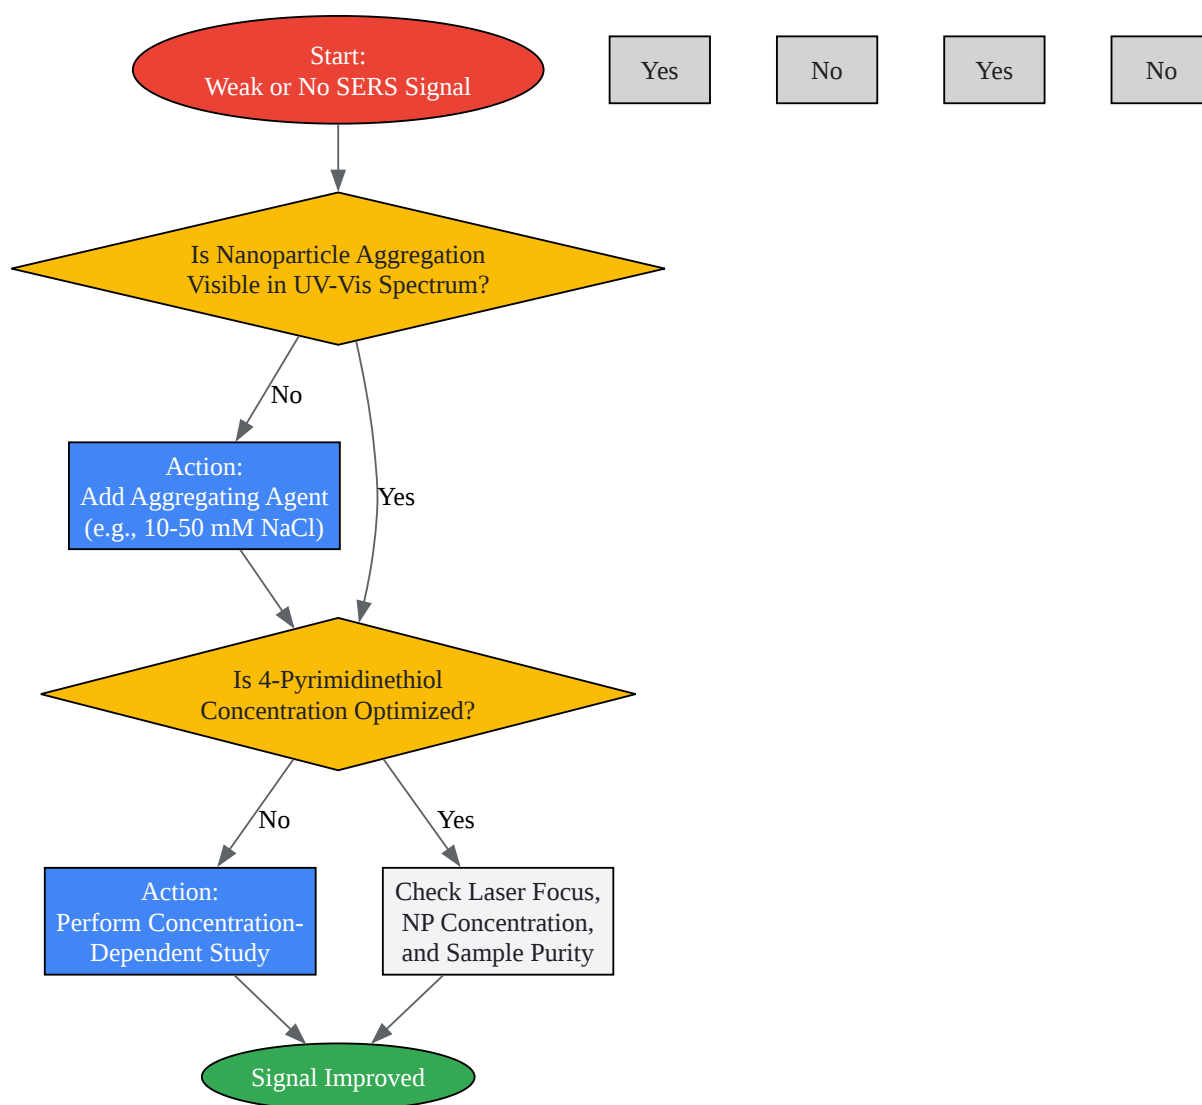 Start:
Weak or No SERS Signal
Yes
No
Yes
No
Is Nanoparticle Aggregation
Visible in UV-Vis Spectrum?
No
Action:
Add Aggregating Agent
(e.g., 10-50 mM NaCl)
Yes
Is 4-Pyrimidinethiol
Concentration Optimized?
No
Yes
Action:
Perform Concentration-
Dependent Study
Check Laser Focus,
NP Concentration,
and Sample Purity
Signal Improved